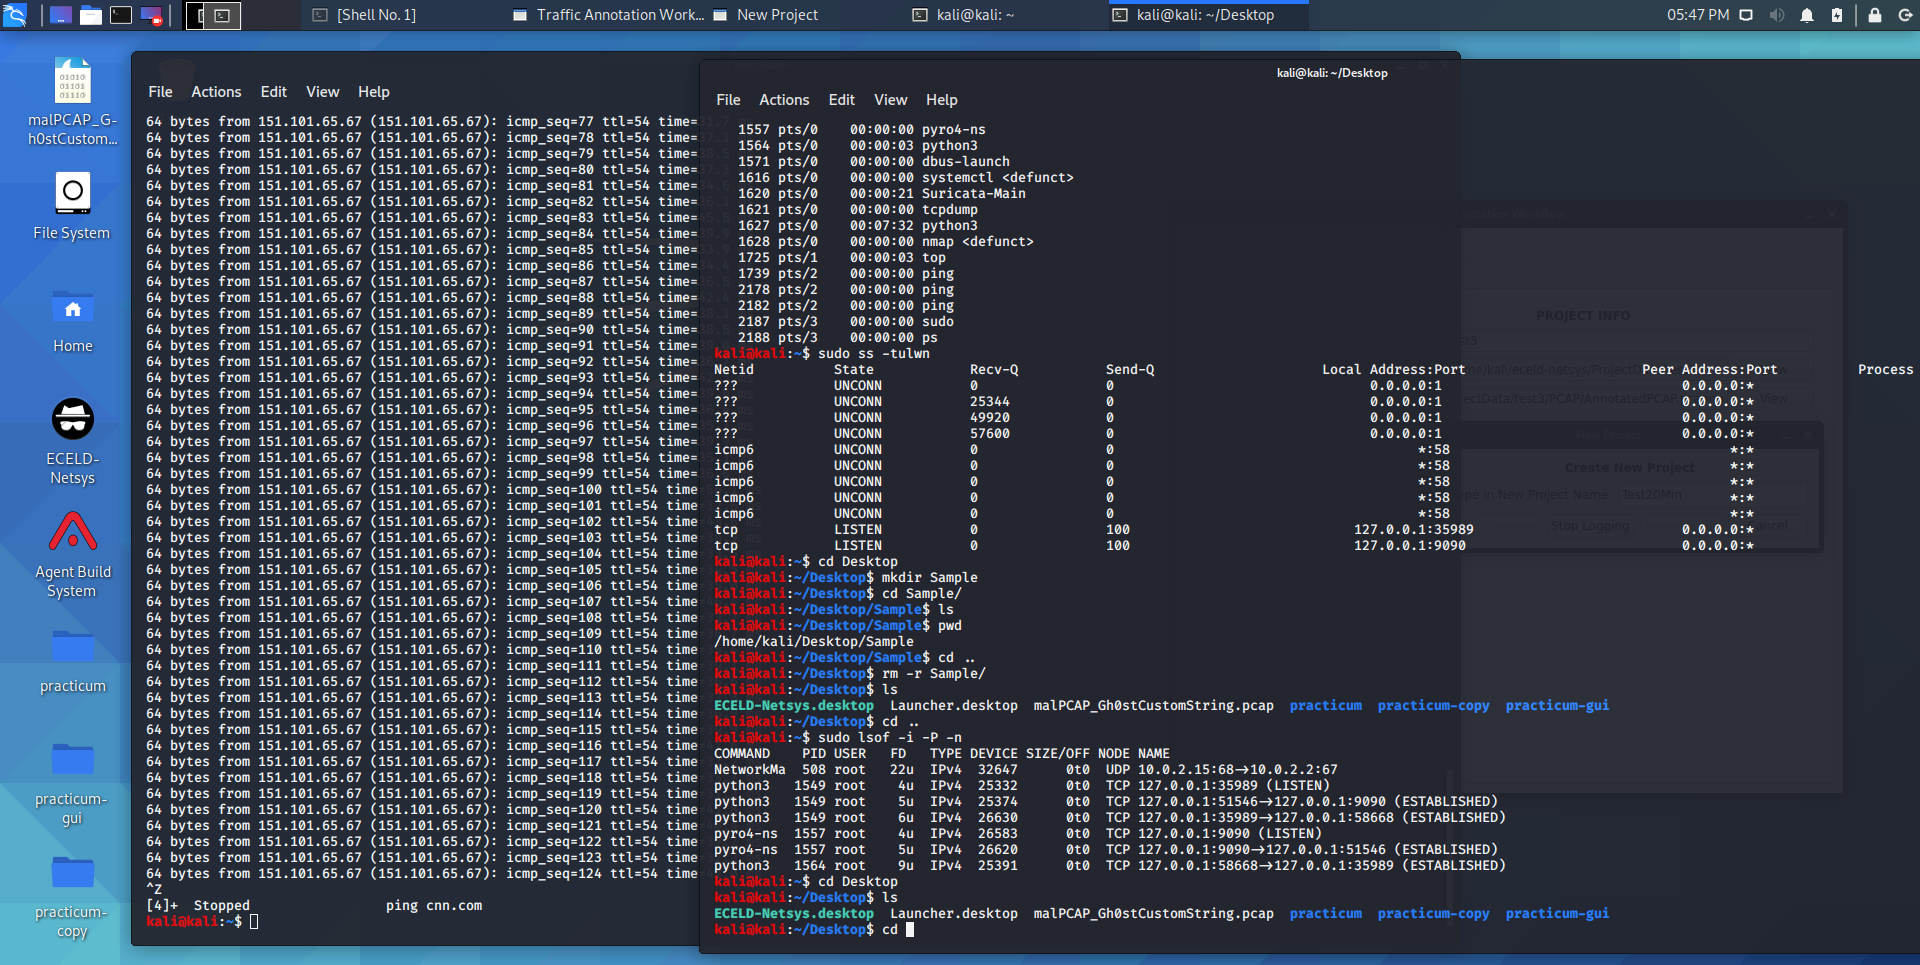 [Shell No. 1]
Traffic Annotation Work...
New Project
kali@kali: ~
kali@kali: ~/Desktop
05:47 PM
malPCAP_G-
h0stCustom...
File System
Home
ECELD-
Netsys
Agent Build
System
practicum
practicum-
gui
practicum-
copy
File Actions Edit View Help
64 bytes from 151.101.65.67 (151.101.65.67): icmp_seq=77 ttl=54 time=
64 bytes from 151.101.65.67 (151.101.65.67): icmp_seq=78 ttl=54 time=
64 bytes from 151.101.65.67 (151.101.65.67): icmp_seq=79 ttl=54 time=
64 bytes from 151.101.65.67 (151.101.65.67): icmp_seq=80 ttl=54 time=
64 bytes from 151.101.65.67 (151.101.65.67): icmp_seq=81 ttl=54 time=
64 bytes from 151.101.65.67 (151.101.65.67): icmp_seq=82 ttl=54 time=
64 bytes from 151.101.65.67 (151.101.65.67): icmp_seq=83 ttl=54 time=
64 bytes from 151.101.65.67 (151.101.65.67): icmp_seq=84 ttl=54 time=
64 bytes from 151.101.65.67 (151.101.65.67): icmp_seq=85 ttl=54 time=
64 bytes from 151.101.65.67 (151.101.65.67): icmp_seq=86 ttl=54 time=
64 bytes from 151.101.65.67 (151.101.65.67): icmp_seq=87 ttl=54 time=
64 bytes from 151.101.65.67 (151.101.65.67): icmp_seq=88 ttl=54 time=
64 bytes from 151.101.65.67 (151.101.65.67): icmp_seq=89 ttl=54 time=
64 bytes from 151.101.65.67 (151.101.65.67): icmp_seq=90 ttl=54 time=
64 bytes from 151.101.65.67 (151.101.65.67): icmp_seq=91 ttl=54 time=
64 bytes from 151.101.65.67 (151.101.65.67): icmp_seq=92 ttl=54 time=
64 bytes from 151.101.65.67 (151.101.65.67): icmp_seq=93 ttl=54 time=
64 bytes from 151.101.65.67 (151.101.65.67): icmp_seq=94 ttl=54 time=
64 bytes from 151.101.65.67 (151.101.65.67): icmp_seq=95 ttl=54 time=
64 bytes from 151.101.65.67 (151.101.65.67): icmp_seq=96 ttl=54 time=
64 bytes from 151.101.65.67 (151.101.65.67): icmp_seq=97 ttl=54 time=
64 bytes from 151.101.65.67 (151.101.65.67): icmp_seq=98 ttl=54 time=
64 bytes from 151.101.65.67 (151.101.65.67): icmp_seq=99 ttl=54 time=
64 bytes from 151.101.65.67 (151.101.65.67): icmp_seq=100 ttl=54 time
64 bytes from 151.101.65.67 (151.101.65.67): icmp_seq=101 ttl=54 time
64 bytes from 151.101.65.67 (151.101.65.67): icmp_seq=102 ttl=54 time
64 bytes from 151.101.65.67 (151.101.65.67): icmp_seq=103 ttl=54 time
64 bytes from 151.101.65.67 (151.101.65.67): icmp_seq=104 ttl=54 time
64 bytes from 151.101.65.67 (151.101.65.67): icmp_seq=105 ttl=54 time
64 bytes from 151.101.65.67 (151.101.65.67): icmp_seq=106 ttl=54 time
64 bytes from 151.101.65.67 (151.101.65.67): icmp_seq=107 ttl=54 time
64 bytes from 151.101.65.67 (151.101.65.67): icmp_seq=108 ttl=54 time
64 bytes from 151.101.65.67 (151.101.65.67): icmp_seq=109 ttl=54 time
64 bytes from 151.101.65.67 (151.101.65.67): icmp_seq=110 ttl=54 time
64 bytes from 151.101.65.67 (151.101.65.67): icmp_seq=111 ttl=54 time
64 bytes from 151.101.65.67 (151.101.65.67): icmp_seq=112 ttl=54 time
64 bytes from 151.101.65.67 (151.101.65.67): icmp_seq=113 ttl=54 time
64 bytes from 151.101.65.67 (151.101.65.67): icmp_seq=114 ttl=54 time
64 bytes from 151.101.65.67 (151.101.65.67): icmp_seq=115 ttl=54 time
64 bytes from 151.101.65.67 (151.101.65.67): icmp_seq=116 ttl=54 time
64 bytes from 151.101.65.67 (151.101.65.67): icmp_seq=117 ttl=54 time
64 bytes from 151.101.65.67 (151.101.65.67): icmp_seq=118 ttl=54 time
64 bytes from 151.101.65.67 (151.101.65.67): icmp_seq=119 ttl=54 time
64 bytes from 151.101.65.67 (151.101.65.67): icmp_seq=120 ttl=54 time
64 bytes from 151.101.65.67 (151.101.65.67): icmp_seq=121 ttl=54 time
64 bytes from 151.101.65.67 (151.101.65.67): icmp_seq=122 ttl=54 time
64 bytes from 151.101.65.67 (151.101.65.67): icmp_seq=123 ttl=54 time
64 bytes from 151.101.65.67 (151.101.65.67): icmp_seq=124 ttl=54 time
^Z
[4]+ Stopped ping cnn.com
kali@kali:~$
kali@kali: ~/Desktop
File Actions Edit View Help
1557 pts/0 00:00:00 pyro4-ns
1564 pts/0 00:00:03 python3
1571 pts/0 00:00:00 dbus-launch
1616 pts/0 00:00:00 systemctl <defunct>
1620 pts/0 00:00:21 Suricata-Main
1621 pts/0 00:00:00 tcpdump
1627 pts/0 00:07:32 python3
1628 pts/0 00:00:00 nmap <defunct>
1725 pts/1 00:00:03 top
1739 pts/2 00:00:00 ping
2178 pts/2 00:00:00 ping
2182 pts/2 00:00:00 ping
2187 pts/3 00:00:00 sudo
2188 pts/3 00:00:00 ps
kali@kali:~$ sudo ss -tulwn
Netid State Recv-Q Send-Q Local Address:Port Peer Address:Port Process
??? UNCONN 0 0 0.0.0.0:1 0.0.0.0:*
??? UNCONN 25344 0 0.0.0.0:1 0.0.0.0:*
??? UNCONN 49920 0 0.0.0.0:1 0.0.0.0:*
??? UNCONN 57600 0 0.0.0.0:1 0.0.0.0:*
icmp6 UNCONN 0 0 *:58 *:*
icmp6 UNCONN 0 0 *:58 *:*
icmp6 UNCONN 0 0 *:58 *:*
icmp6 UNCONN 0 0 *:58 *:*
icmp6 UNCONN 0 0 *:58 *:*
tcp LISTEN 0 100 127.0.0.1:35989 0.0.0.0:*
tcp LISTEN 0 100 127.0.0.1:9090 0.0.0.0:*
kali@kali:~$ cd Desktop
kali@kali:~/Desktop$ mkdir Sample
kali@kali:~/Desktop$ cd Sample/
kali@kali:~/Desktop/Sample$ ls
kali@kali:~/Desktop/Sample$ pwd
/home/kali/Desktop/Sample
kali@kali:~/Desktop/Sample$ cd ..
kali@kali:~/Desktop$ rm -r Sample/
kali@kali:~/Desktop$ ls
ECELD-Netsys.desktop Launcher.desktop malPCAP_Gh0stCustomString.pcap practicum practicum-copy practicum-gui
kali@kali:~/Desktop$ cd ..
kali@kali:~$ sudo lsof -i -P -n
COMMAND PID USER FD TYPE DEVICE SIZE/OFF NODE NAME
NetworkMa 508 root 22u IPv4 32647 0t0 UDP 10.0.2.15:68→10.0.2.2:67
python3 1549 root 4u IPv4 25332 0t0 TCP 127.0.0.1:35989 (LISTEN)
python3 1549 root 5u IPv4 25374 0t0 TCP 127.0.0.1:51546→127.0.0.1:9090 (ESTABLISHED)
python3 1549 root 6u IPv4 26630 0t0 TCP 127.0.0.1:35989→127.0.0.1:58668 (ESTABLISHED)
pyro4-ns 1557 root 4u IPv4 26583 0t0 TCP 127.0.0.1:9090 (LISTEN)
pyro4-ns 1557 root 5u IPv4 26620 0t0 TCP 127.0.0.1:9090→127.0.0.1:51546 (ESTABLISHED)
python3 1564 root 9u IPv4 25391 0t0 TCP 127.0.0.1:58668→127.0.0.1:35989 (ESTABLISHED)
kali@kali:~$ cd Desktop
kali@kali:~/Desktop$ ls
ECELD-Netsys.desktop Launcher.desktop malPCAP_Gh0stCustomString.pcap practicum practicum-copy practicum-gui
kali@kali:~/Desktop$ cd
PROJECT INFO
Create New Project
Type in New Project Name: Test20Min
Stop Logging